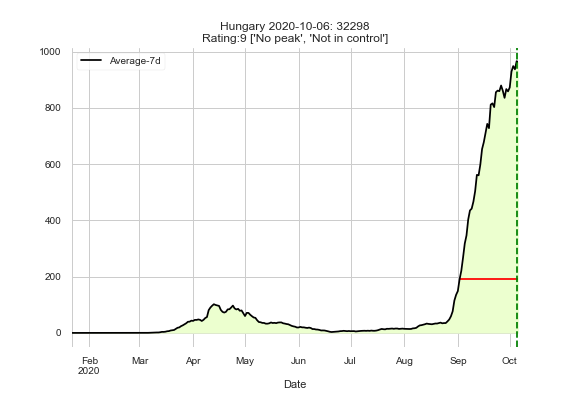 Hungary 2020-10-06: 32298
Rating:9 ['No peak', 'Not in control']
Average-7d
1000
800
600
400
200
0
Feb Mar Apr May Jun Jul Aug Sep Oct
2020
Date